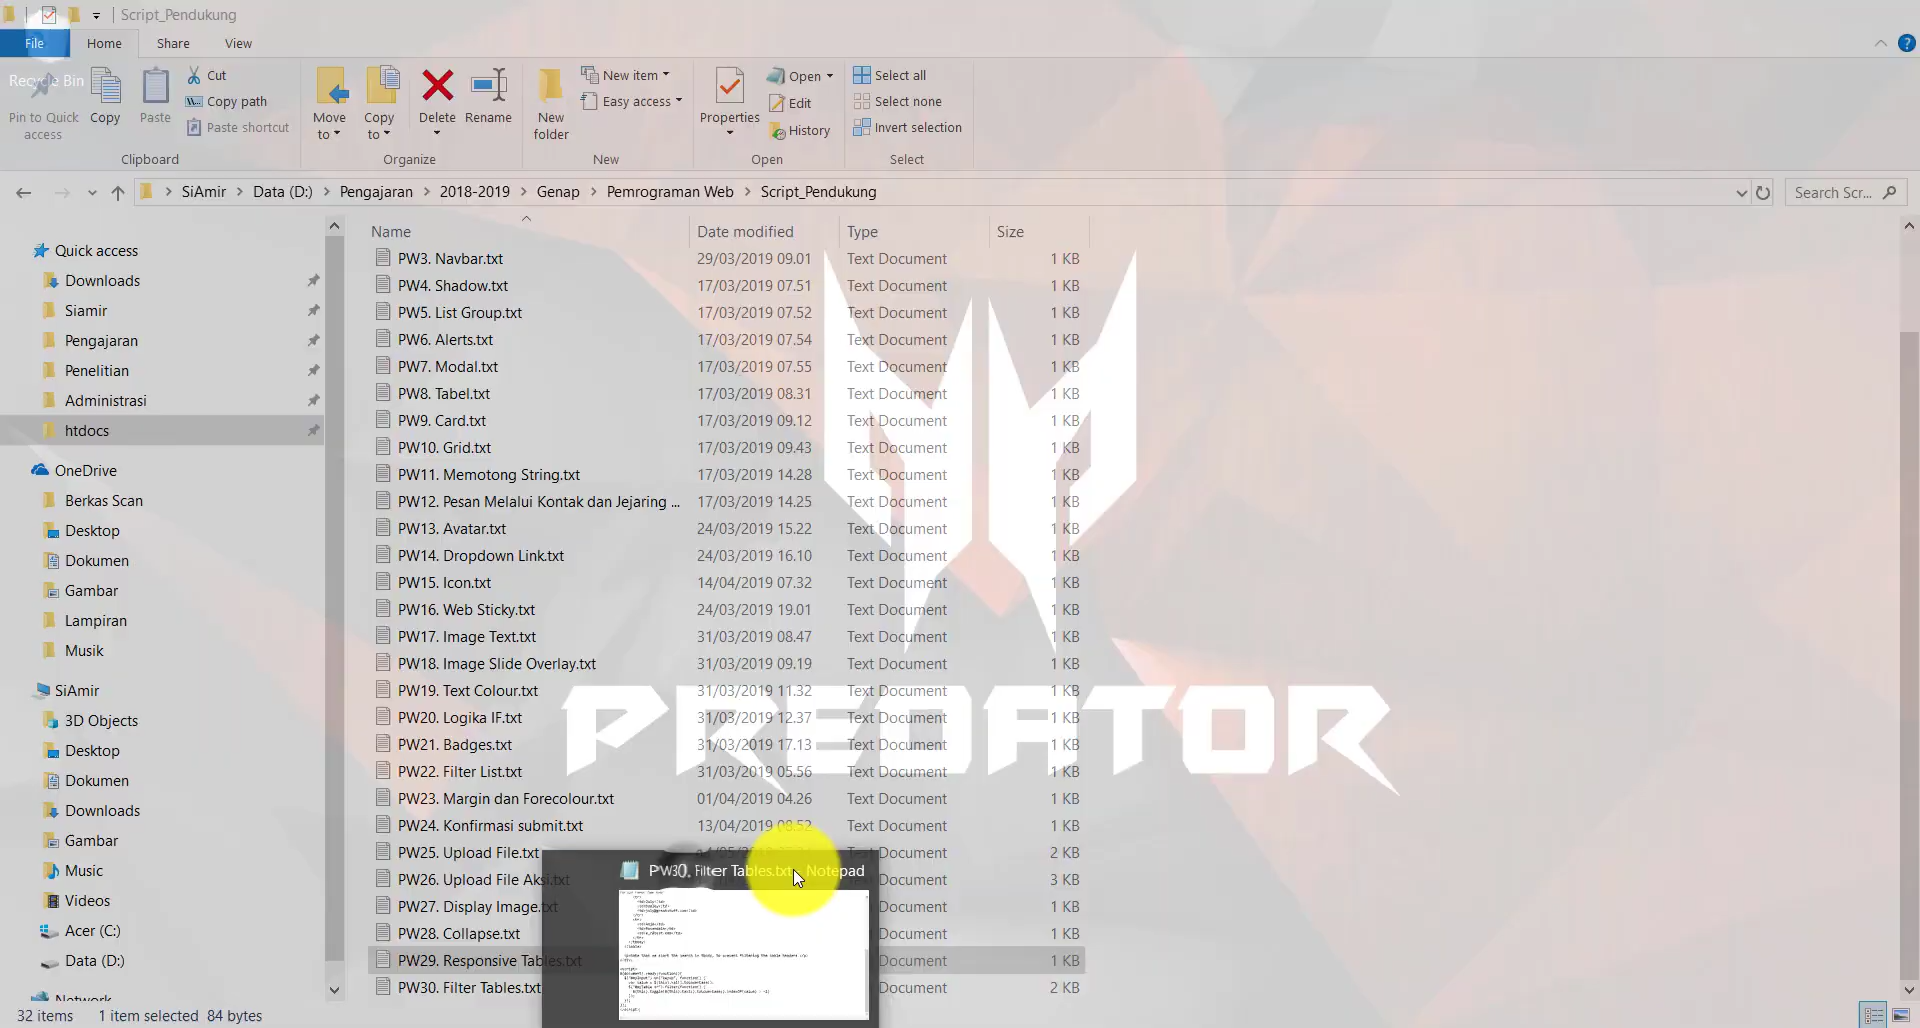 Script_Pendukung
File Home Share View
Recycle Bin
Pin to Quick access
Copy
Paste
Cut
Copy path
Paste shortcut
Clipboard
Move to
Copy to
Delete
Rename
Organize
New folder
New item
Easy access
New
Properties
Open
Edit
History
Open
Select all
Select none
Invert selection
Select
SiAmir > Data (D:) > Pengajaran > 2018-2019 > Genap > Pemrograman Web > Script_Pendukung
Search Scr...
Quick access
Downloads
Siamir
Pengajaran
Penelitian
Administrasi
htdocs
OneDrive
Berkas Scan
Desktop
Dokumen
Gambar
Lampiran
Musik
SiAmir
3D Objects
Desktop
Dokumen
Downloads
Gambar
Music
Videos
Acer (C:)
Data (D:)
Network
Name Date modified Type Size
PW3. Navbar.txt 29/03/2019 09.01 Text Document 1 KB
PW4. Shadow.txt 17/03/2019 07.51 Text Document 1 KB
PW5. List Group.txt 17/03/2019 07.52 Text Document 1 KB
PW6. Alerts.txt 17/03/2019 07.54 Text Document 1 KB
PW7. Modal.txt 17/03/2019 07.55 Text Document 1 KB
PW8. Tabel.txt 17/03/2019 08.31 Text Document 1 KB
PW9. Card.txt 17/03/2019 09.12 Text Document 1 KB
PW10. Grid.txt 17/03/2019 09.43 Text Document 1 KB
PW11. Memotong String.txt 17/03/2019 14.28 Text Document 1 KB
PW12. Pesan Melalui Kontak dan Jejaring ... 17/03/2019 14.25 Text Document 1 KB
PW13. Avatar.txt 24/03/2019 15.22 Text Document 1 KB
PW14. Dropdown Link.txt 24/03/2019 16.10 Text Document 1 KB
PW15. Icon.txt 14/04/2019 07.32 Text Document 1 KB
PW16. Web Sticky.txt 24/03/2019 19.01 Text Document 1 KB
PW17. Image Text.txt 31/03/2019 08.47 Text Document 1 KB
PW18. Image Slide Overlay.txt 31/03/2019 09.19 Text Document 1 KB
PW19. Text Colour.txt 31/03/2019 11.32 Text Document 1 KB
PW20. Logika IF.txt 31/03/2019 12.37 Text Document 1 KB
PW21. Badges.txt 31/03/2019 17.13 Text Document 1 KB
PW22. Filter List.txt 31/03/2019 05.56 Text Document 1 KB
PW23. Margin dan Forecolour.txt 01/04/2019 04.26 Text Document 1 KB
PW24. Konfirmasi submit.txt 13/04/2019 08.52 Text Document 1 KB
PW25. Upload File.txt Text Document 2 KB
PW26. Upload File Aksi.txt Document 3 KB
PW27. Display Image.txt Document 1 KB
PW28. Collapse.txt Document 1 KB
PW29. Responsive Tables.txt Document 1 KB
PW30. Filter Tables.txt Document 2 KB
PREDATOR
PW30. Filter Tables.txt - Notepad
32 items 1 item selected 84 bytes